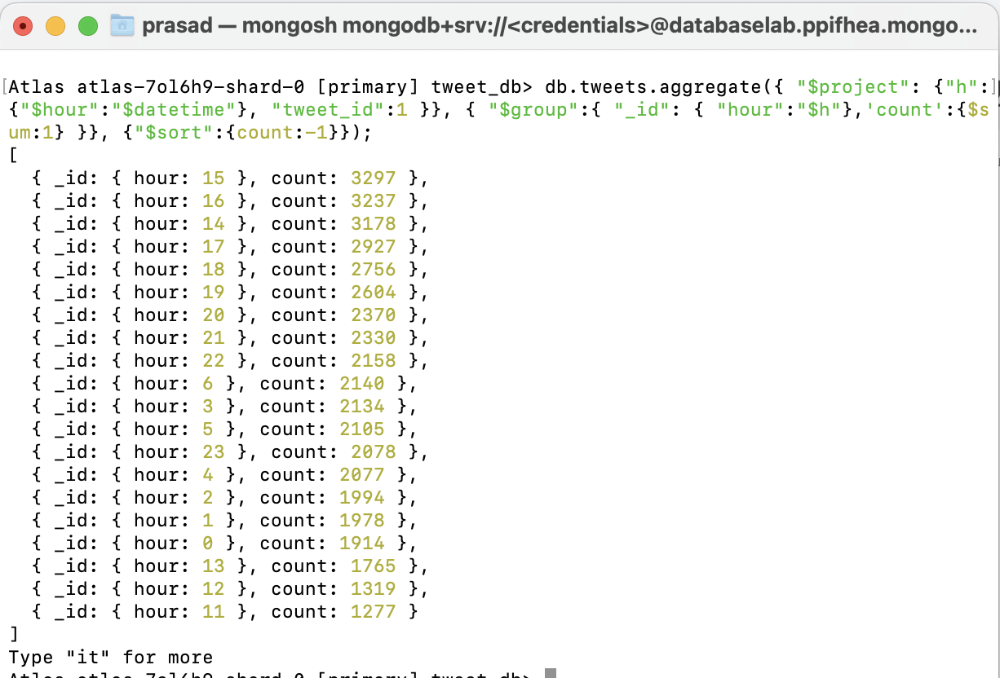 prasad — mongosh mongodb+srv://<credentials>@databaselab.ppifhea.mongo...
[Atlas atlas-7ol6h9-shard-0 [primary] tweet_db> db.tweets.aggregate({ "$project": {"h":]
{"$hour":"$datetime"}, "tweet_id":1 }}, { "$group":{ "_id": { "hour":"$h"},'count':{$s
um:1} }}, {"$sort":{count:-1}});
[
  { _id: { hour: 15 }, count: 3297 },
  { _id: { hour: 16 }, count: 3237 },
  { _id: { hour: 14 }, count: 3178 },
  { _id: { hour: 17 }, count: 2927 },
  { _id: { hour: 18 }, count: 2756 },
  { _id: { hour: 19 }, count: 2604 },
  { _id: { hour: 20 }, count: 2370 },
  { _id: { hour: 21 }, count: 2330 },
  { _id: { hour: 22 }, count: 2158 },
  { _id: { hour: 6 }, count: 2140 },
  { _id: { hour: 3 }, count: 2134 },
  { _id: { hour: 5 }, count: 2105 },
  { _id: { hour: 23 }, count: 2078 },
  { _id: { hour: 4 }, count: 2077 },
  { _id: { hour: 2 }, count: 1994 },
  { _id: { hour: 1 }, count: 1978 },
  { _id: { hour: 0 }, count: 1914 },
  { _id: { hour: 13 }, count: 1765 },
  { _id: { hour: 12 }, count: 1319 },
  { _id: { hour: 11 }, count: 1277 }
]
Type "it" for more
Atlas atlas-7ol6h9-shard-0 [primary] tweet_db>